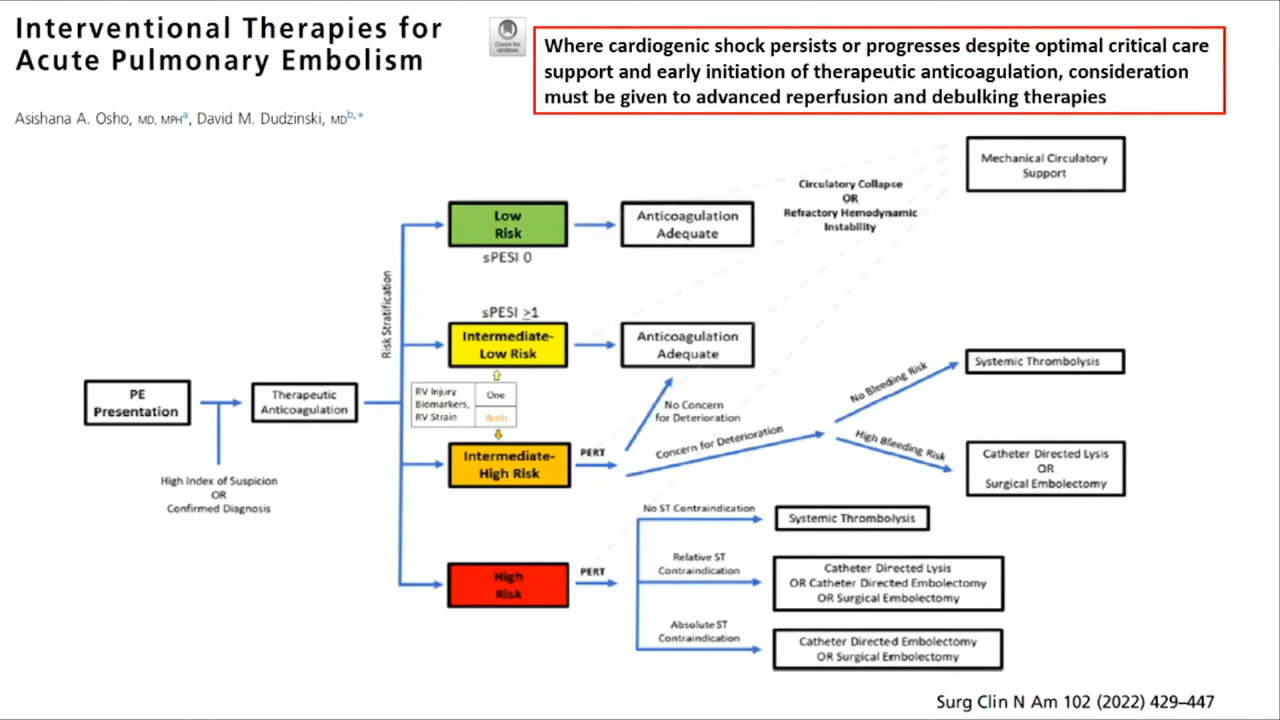 Interventional Therapies for
Acute Pulmonary Embolism
Check for
updates
Where cardiogenic shock persists or progresses despite optimal critical care
support and early initiation of therapeutic anticoagulation, consideration
must be given to advanced reperfusion and debulking therapies
Asishana A. Osho, MD, MPHa, David M. Dudzinski, MDb,*
Mechanical Circulatory
Support
Circulatory Collapse
OR
Refractory Hemodynamic
Instability
Low
Risk
Anticoagulation
Adequate
sPESI 0
Risk Stratification
sPESI ≥1
Intermediate-
Low Risk
Anticoagulation
Adequate
RV Injury
Biomarkers,
RV Strain
One
Both
No Concern
for Deterioration
Concern for Deterioration
No Bleeding Risk
Systemic Thrombolysis
High Bleeding Risk
Catheter Directed Lysis
OR
Surgical Embolectomy
PE
Presentation
Therapeutic
Anticoagulation
High Index of Suspicion
OR
Confirmed Diagnosis
Intermediate-
High Risk
PERT
No ST Contraindication
Systemic Thrombolysis
High
Risk
PERT
Relative ST
Contraindication
Catheter Directed Lysis
OR Catheter Directed Embolectomy
OR Surgical Embolectomy
Absolute ST
Contraindication
Catheter Directed Embolectomy
OR Surgical Embolectomy
Surg Clin N Am 102 (2022) 429–447